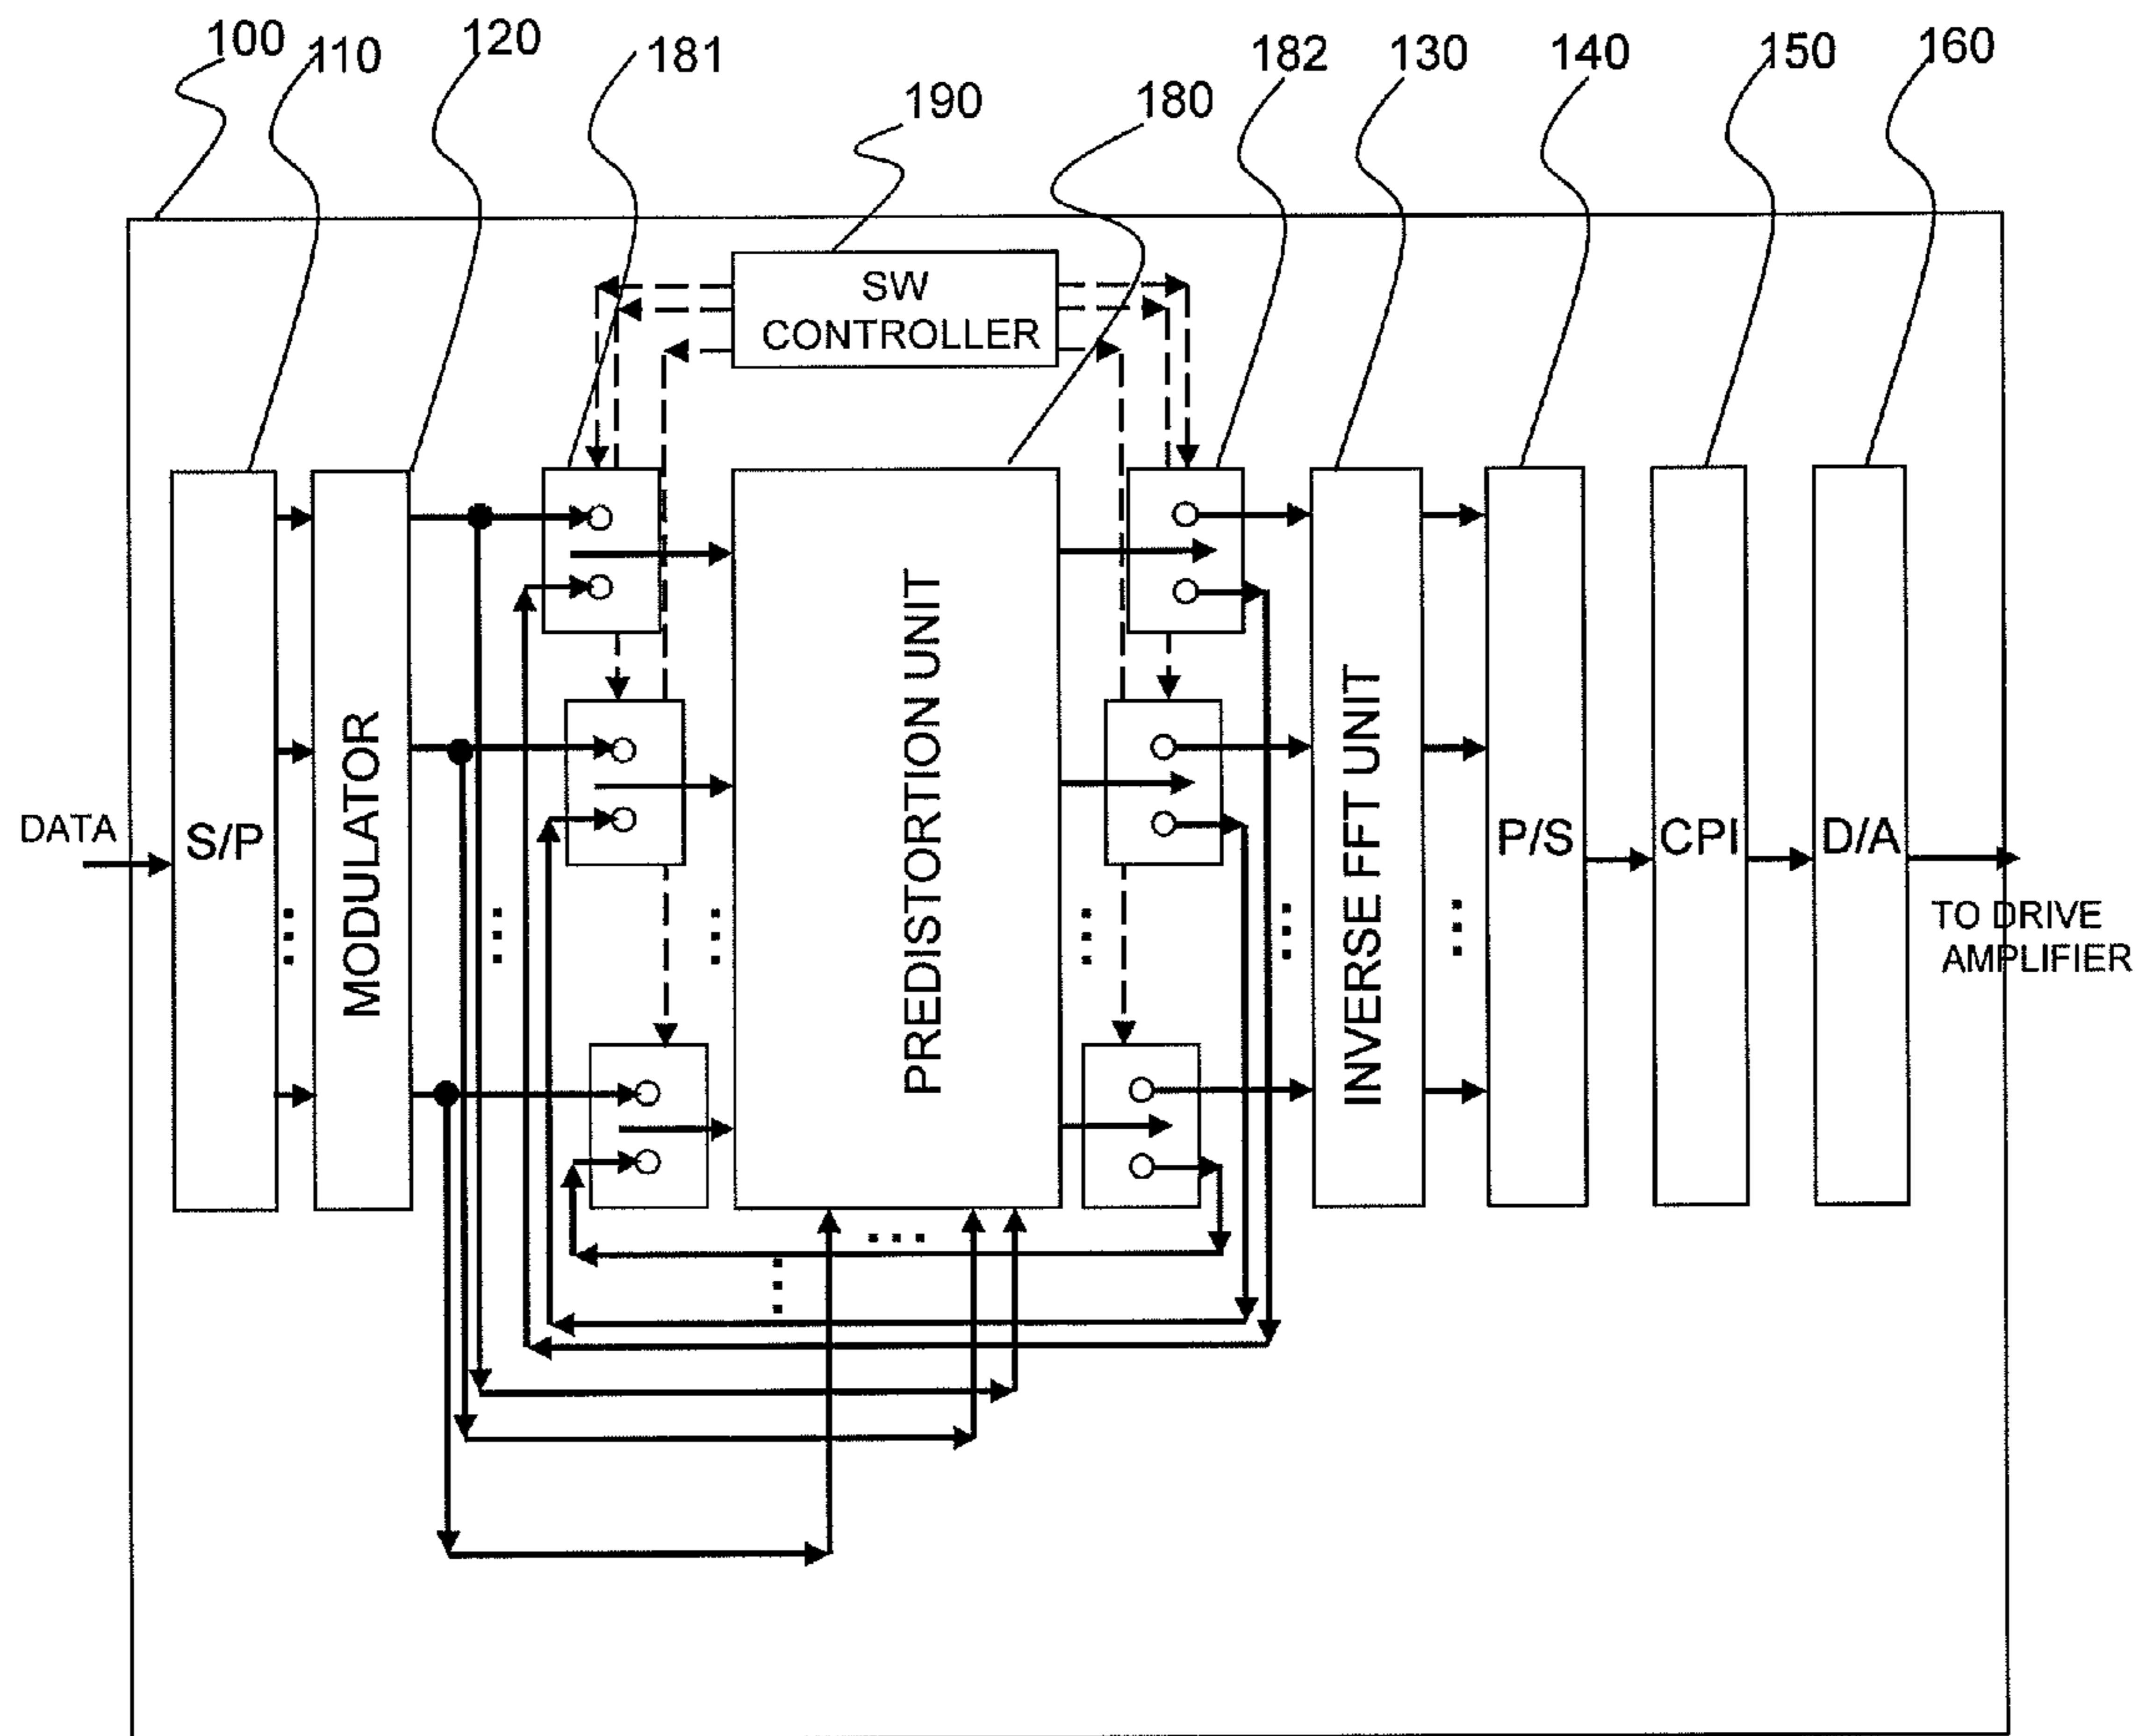 100
110
120
181
190
180
182
130
140
150
160
SW
CONTROLLER
DATA
S/P
MODULATOR
PREDISTORTION UNIT
INVERSE FFT UNIT
P/S
CPI
D/A
TO DRIVE
AMPLIFIER